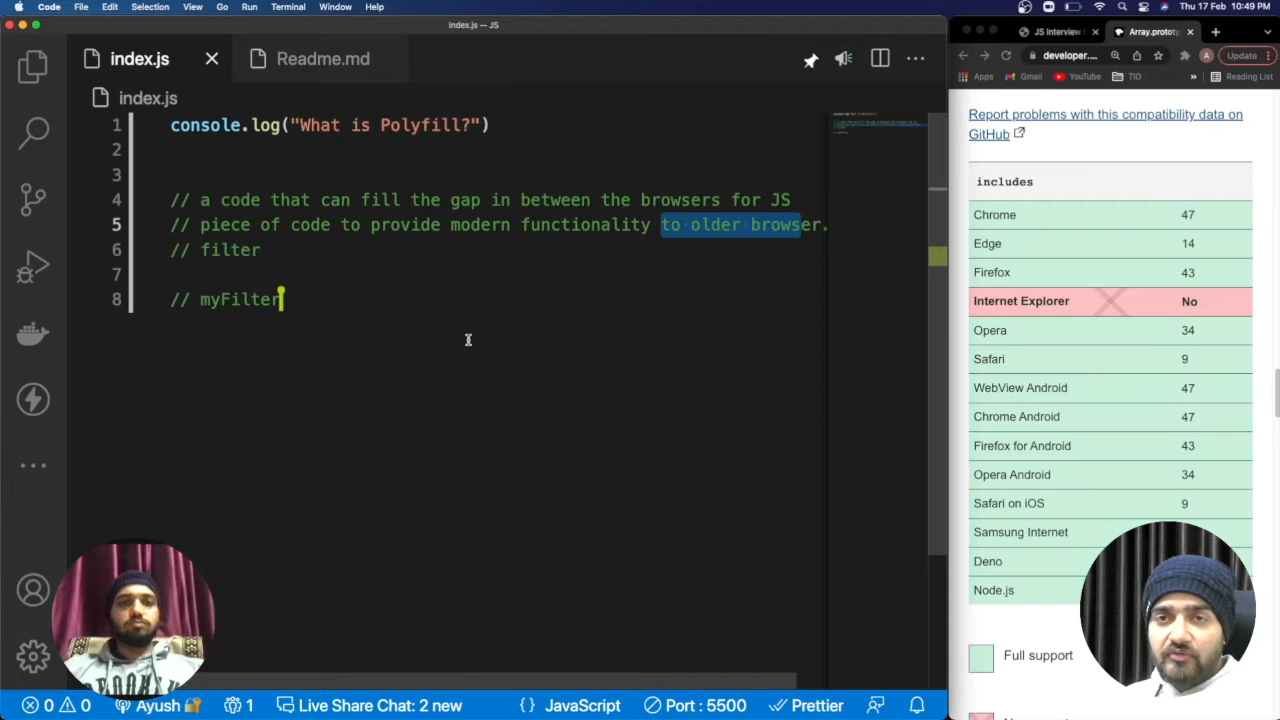 Code File Edit Selection View Go Run Terminal Window Help Thu 17 Feb 10:49 PM
index.js — JS
index.js Readme.md
index.js
1 console.log("What is Polyfill?")
2
3
4 // a code that can fill the gap in between the browsers for JS
5 // piece of code to provide modern functionality to older browser.
6 // filter
7
8 // myFilter
0 0 Ayush 1 Live Share Chat: 2 new {} JavaScript Port : 5500 Prettier
JS Interview Array.prototy
developer.... A Update
Apps Gmail YouTube TID » Reading List
Report problems with this compatibility data on
GitHub
includes
Chrome 47
Edge 14
Firefox 43
Internet Explorer No
Opera 34
Safari 9
WebView Android 47
Chrome Android 47
Firefox for Android 43
Opera Android 34
Safari on iOS 9
Samsung Internet
Deno
Node.js
Full support